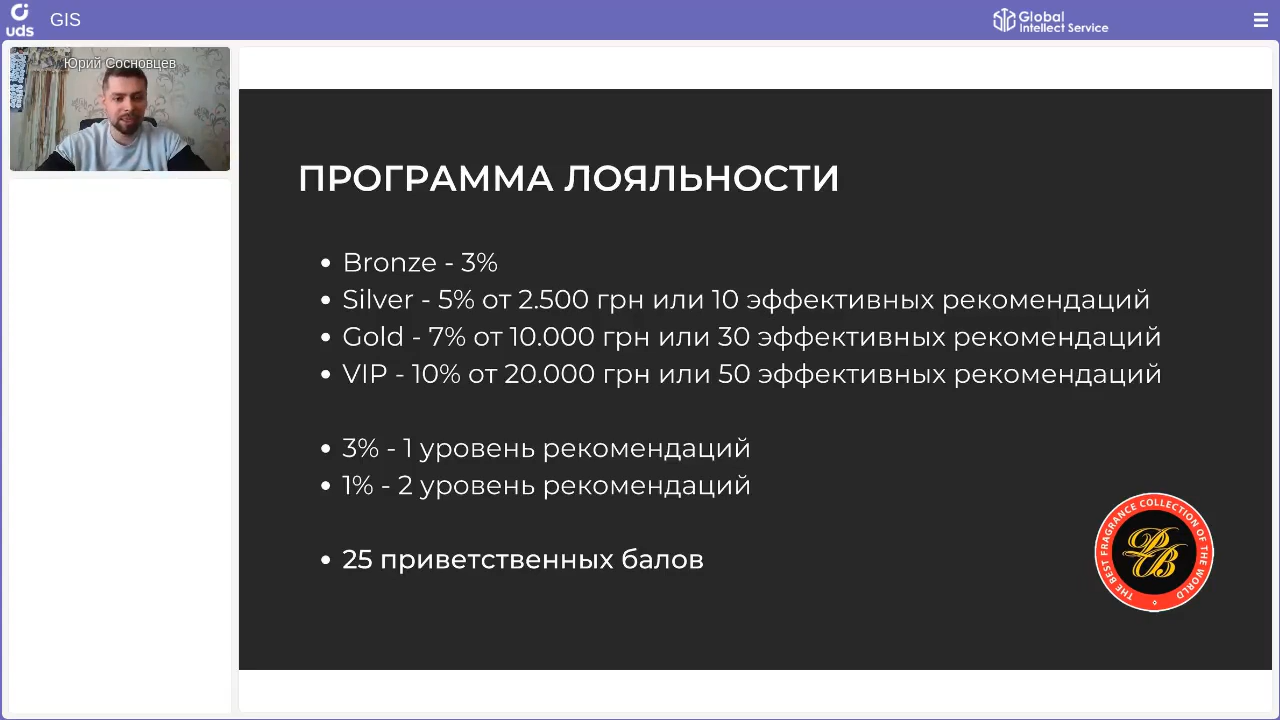 GIS
uds
Global
Intellect Service
Юрий Сосновцев
ПРОГРАММА ЛОЯЛЬНОСТИ
• Bronze - 3%
• Silver - 5% от 2.500 грн или 10 эффективных рекомендаций
• Gold - 7% от 10.000 грн или 30 эффективных рекомендаций
• VIP - 10% от 20.000 грн или 50 эффективных рекомендаций
• 3% - 1 уровень рекомендаций
• 1% - 2 уровень рекомендаций
• 25 приветственных балов
THE BEST FRAGRANCE COLLECTION OF THE WORLD